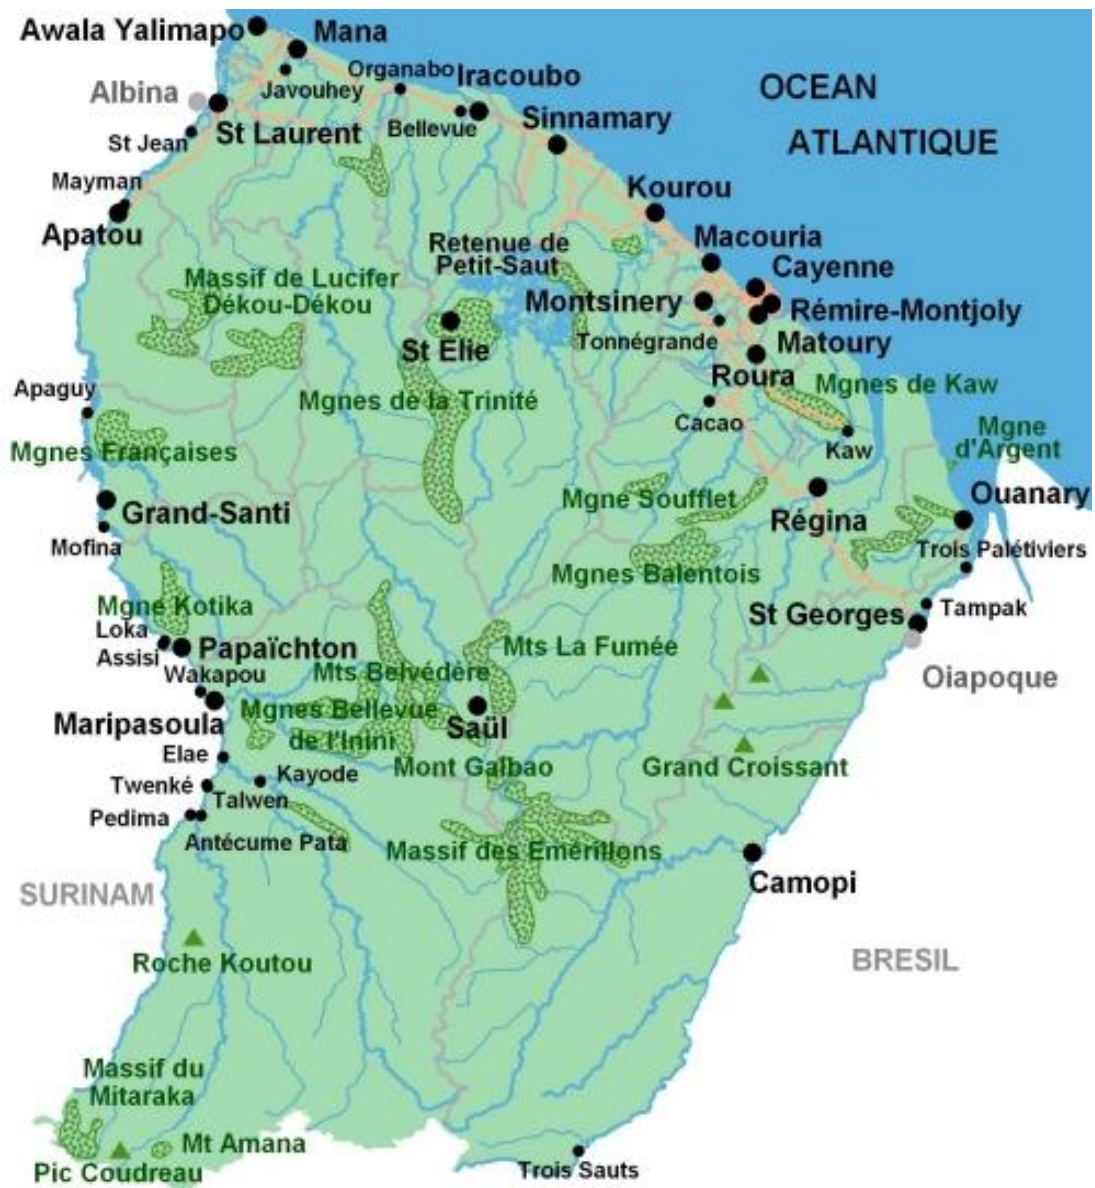 Awala Yalimapo
Mana
Javouhey
Organabo
Iracoubo
OCEAN
ATLANTIQUE
Albina
St Laurent
Bellevue
Sinnamary
St Jean
Mayman
Apatou
Kourou
Macouria
Cayenne
Retenue de
Petit-Saut
Massif de Lucifer
Dékou-Dékou
Montsinery
Rémire-Montjoly
Tonnégrande
Matoury
St Elie
Roura
Mgnes de Kaw
Apaguy
Mgnes de la Trinité
Cacao
Kaw
Mgne
d'Argent
Mgnes Françaises
Grand-Santi
Mgne Soufflet
Régina
Ouanary
Mofina
Trois Palétiviers
Mgnes Balentois
Mgne Kotika
St Georges
Tampak
Loka
Assisi
Papaïchton
Mts La Fumée
Oiapoque
Wakapou
Mts Belvédère
Maripasoula
Mgnes Bellevue
de l'Inini
Saül
Elae
Mont Galbao
Grand Croissant
Kayode
Twenké
Talwen
Pedima
Antécume Pata
Massif des Emérillons
Camopi
SURINAM
BRESIL
Roche Koutou
Massif du
Mitaraka
Mt Amana
Pic Coudreau
Trois Sauts